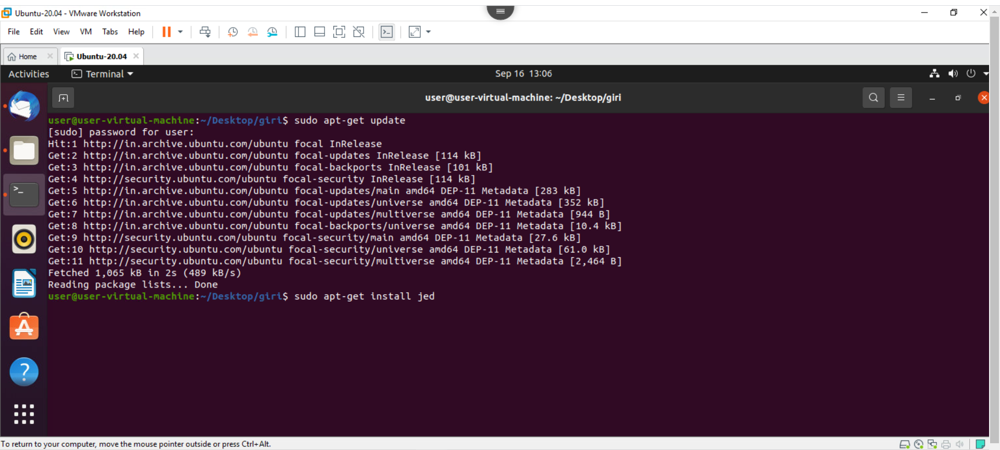 Ubuntu-20.04 - VMware Workstation
File Edit View VM Tabs Help
Home Ubuntu-20.04
Activities Terminal Sep 16 13:06
user@user-virtual-machine: ~/Desktop/giri
user@user-virtual-machine:~/Desktop/giri$ sudo apt-get update
[sudo] password for user:
Hit:1 http://in.archive.ubuntu.com/ubuntu focal InRelease
Get:2 http://in.archive.ubuntu.com/ubuntu focal-updates InRelease [114 kB]
Get:3 http://in.archive.ubuntu.com/ubuntu focal-backports InRelease [101 kB]
Get:4 http://security.ubuntu.com/ubuntu focal-security InRelease [114 kB]
Get:5 http://in.archive.ubuntu.com/ubuntu focal-updates/main amd64 DEP-11 Metadata [283 kB]
Get:6 http://in.archive.ubuntu.com/ubuntu focal-updates/universe amd64 DEP-11 Metadata [352 kB]
Get:7 http://in.archive.ubuntu.com/ubuntu focal-updates/multiverse amd64 DEP-11 Metadata [944 B]
Get:8 http://in.archive.ubuntu.com/ubuntu focal-backports/universe amd64 DEP-11 Metadata [10.4 kB]
Get:9 http://security.ubuntu.com/ubuntu focal-security/main amd64 DEP-11 Metadata [27.6 kB]
Get:10 http://security.ubuntu.com/ubuntu focal-security/universe amd64 DEP-11 Metadata [61.0 kB]
Get:11 http://security.ubuntu.com/ubuntu focal-security/multiverse amd64 DEP-11 Metadata [2,464 B]
Fetched 1,065 kB in 2s (489 kB/s)
Reading package lists... Done
user@user-virtual-machine:~/Desktop/giri$ sudo apt-get install jed
To return to your computer, move the mouse pointer outside or press Ctrl+Alt.